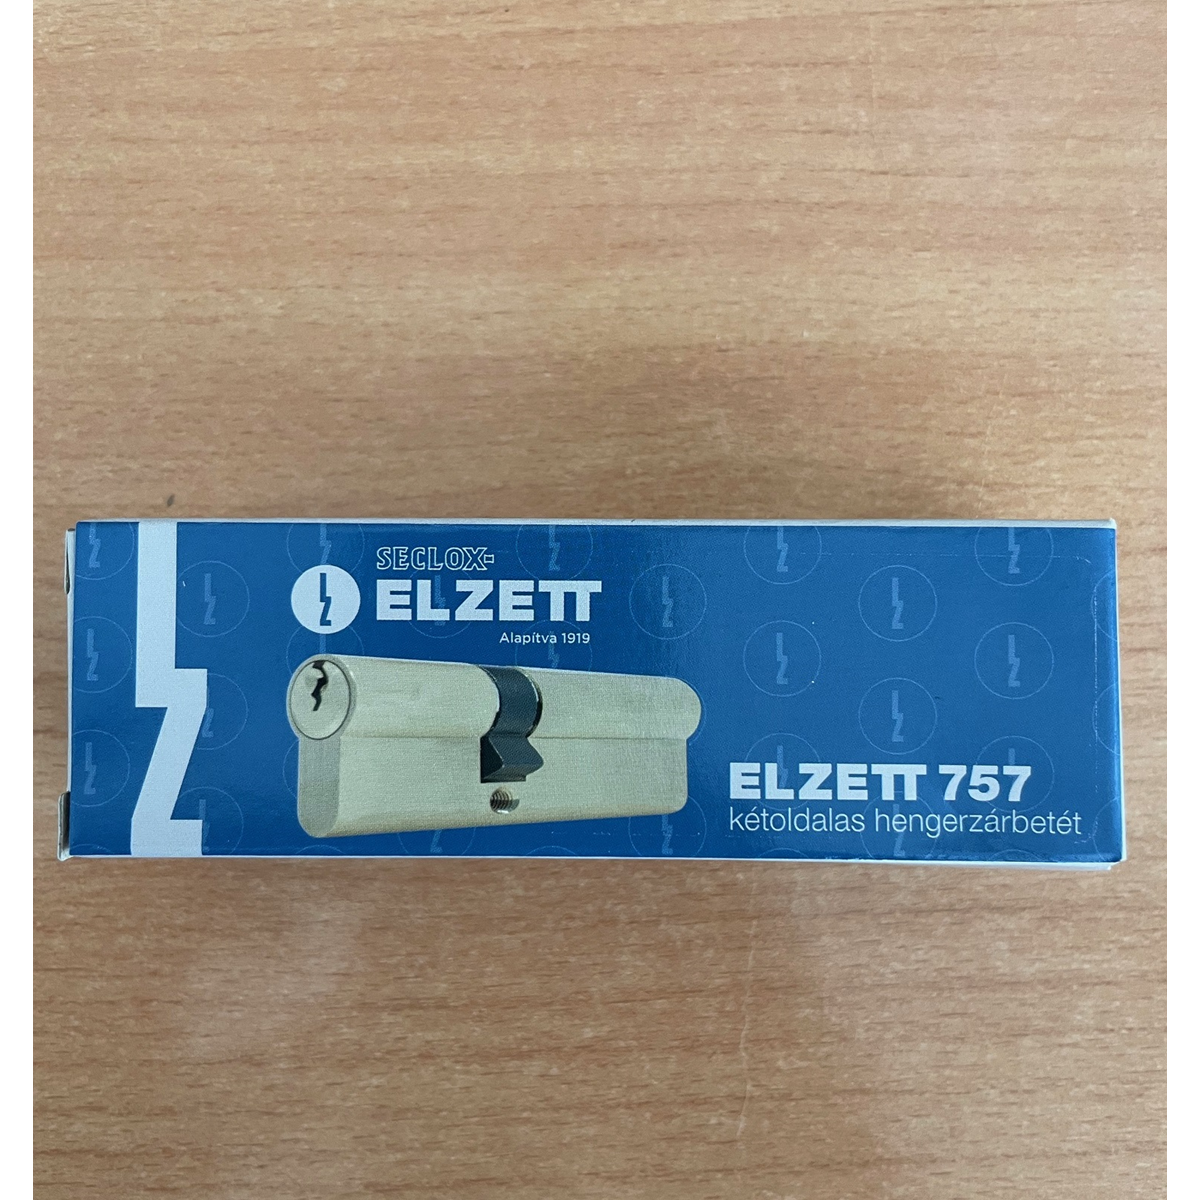 SECLOX-
ELZETT
Alapítva 1919
ELZETT 757
kétoldalas hengerzárbetét